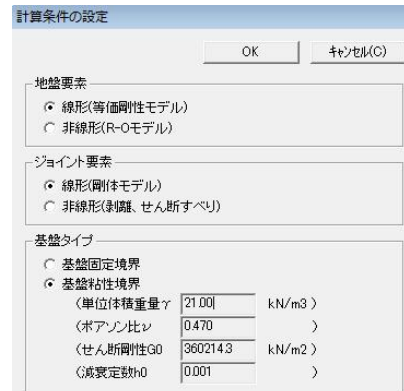 計算条件の設定
OK
ｷｬﾝｾﾙ(C)
地盤要素
線形(等価剛性モデル)
非線形(R-Oモデル)
ジョイント要素
線形(剛体モデル)
非線形(剥離、せん断すべり)
基盤タイプ
基盤固定境界
基盤粘性境界
(単位体積重量γ 21.00 kN/m3 )
(ポアソン比ν 0.470 )
(せん断剛性G0 360214.3 kN/m2 )
(減衰定数h0 0.001 )